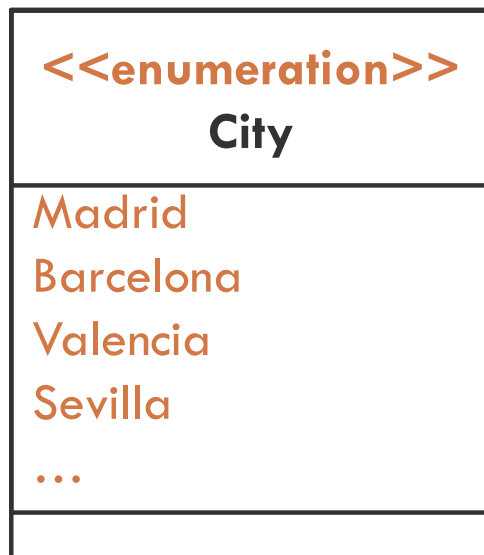 <<enumeration>>
City
Madrid
Barcelona
Valencia
Sevilla
...